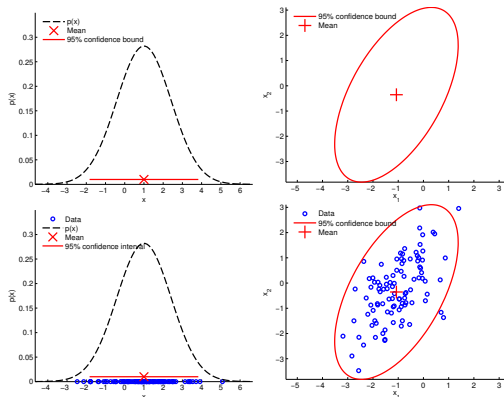 p(x)
Mean
95% confidence bound
0.3
0.25
0.2
0.15
0.1
0.05
0
p(x)
−4 −3 −2 −1 0 1 2 3 4 5 6
x
95% confidence bound
Mean
3
2
1
0
−1
−2
−3
x2
−5 −4 −3 −2 −1 0 1 2 3
x1
Data
p(x)
Mean
95% confidence interval
0.3
0.25
0.2
0.15
0.1
0.05
0
p(x)
−4 −3 −2 −1 0 1 2 3 4 5 6
x
Data
95% confidence bound
Mean
3
2
1
0
−1
−2
−3
x2
−5 −4 −3 −2 −1 0 1 2 3
x1